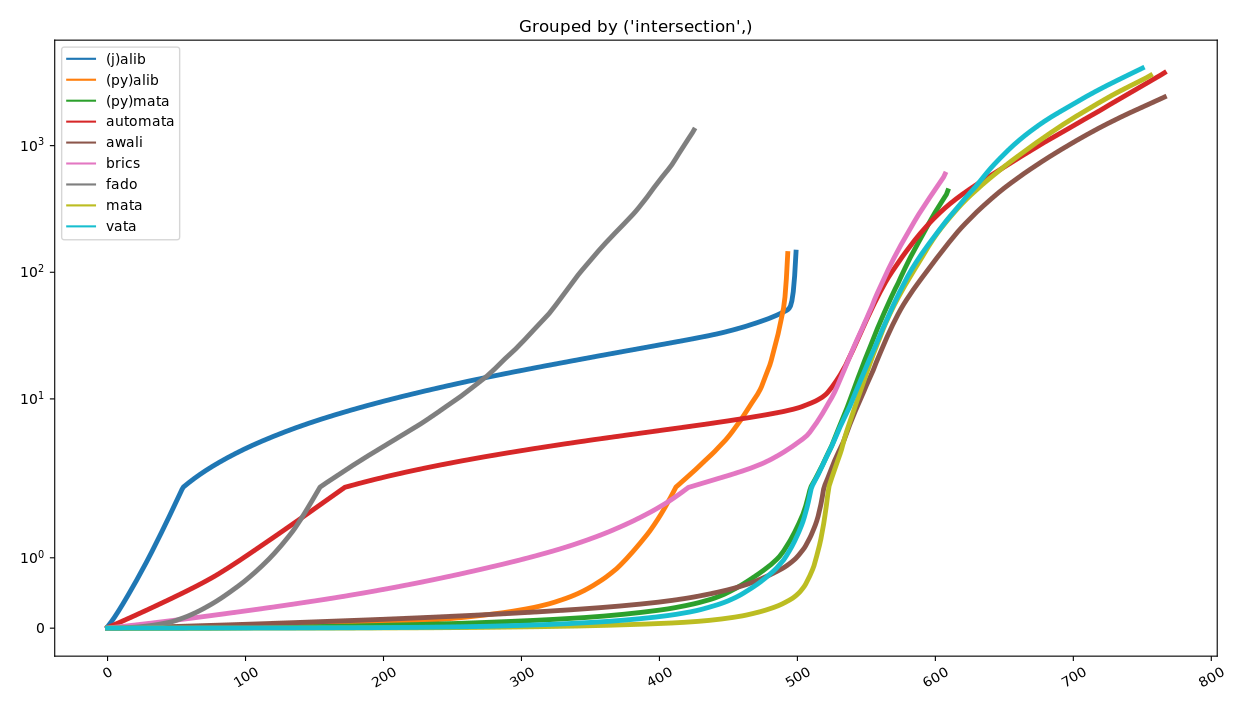 Grouped by ('intersection',)
(j)alib
(py)alib
(py)mata
automata
awali
brics
fado
mata
vata
10³
10²
10¹
10⁰
0
0
100
200
300
400
500
600
700
800